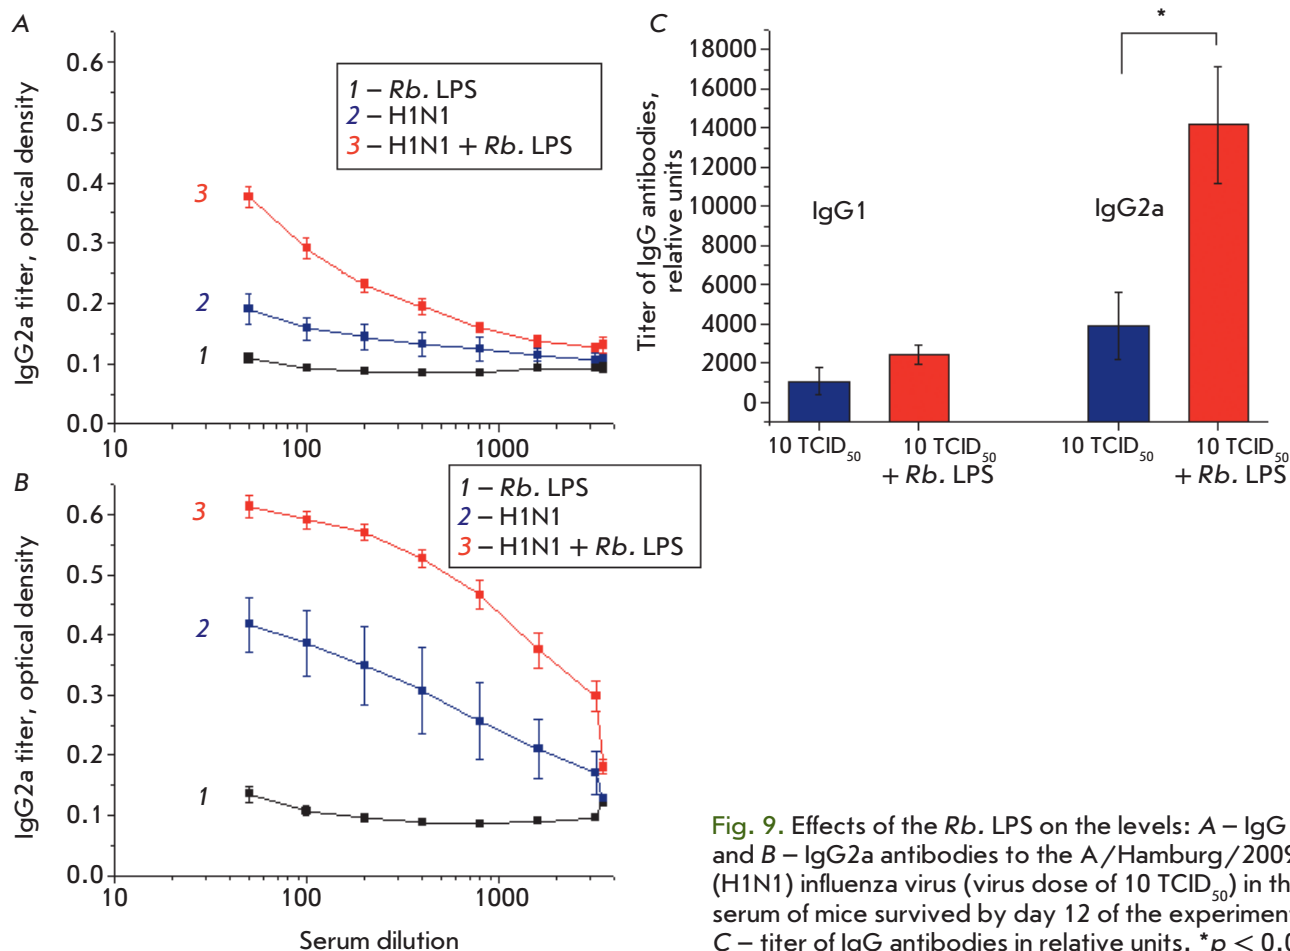 A
IgG2a titer, optical density
0.6
0.5
0.4
0.3
0.2
0.1
0.0
10
100
1000
1 – Rb. LPS
2 – H1N1
3 – H1N1 + Rb. LPS
3
2
1
B
IgG2a titer, optical density
0.6
0.5
0.4
0.3
0.2
0.1
0.0
10
100
1000
Serum dilution
1 – Rb. LPS
2 – H1N1
3 – H1N1 + Rb. LPS
3
2
1
C
Titer of IgG antibodies,
relative units
18000
16000
14000
12000
10000
8000
6000
4000
2000
0
IgG1
IgG2a
*
10 TCID50
10 TCID50
+ Rb. LPS
10 TCID50
10 TCID50
+ Rb. LPS
Fig. 9. Effects of the Rb. LPS on the levels: A – IgG
and B – IgG2a antibodies to the A/Hamburg/2009
(H1N1) influenza virus (virus dose of 10 TCID50) in the
serum of mice survived by day 12 of the experiment
C – titer of IgG antibodies in relative units. *p < 0.0